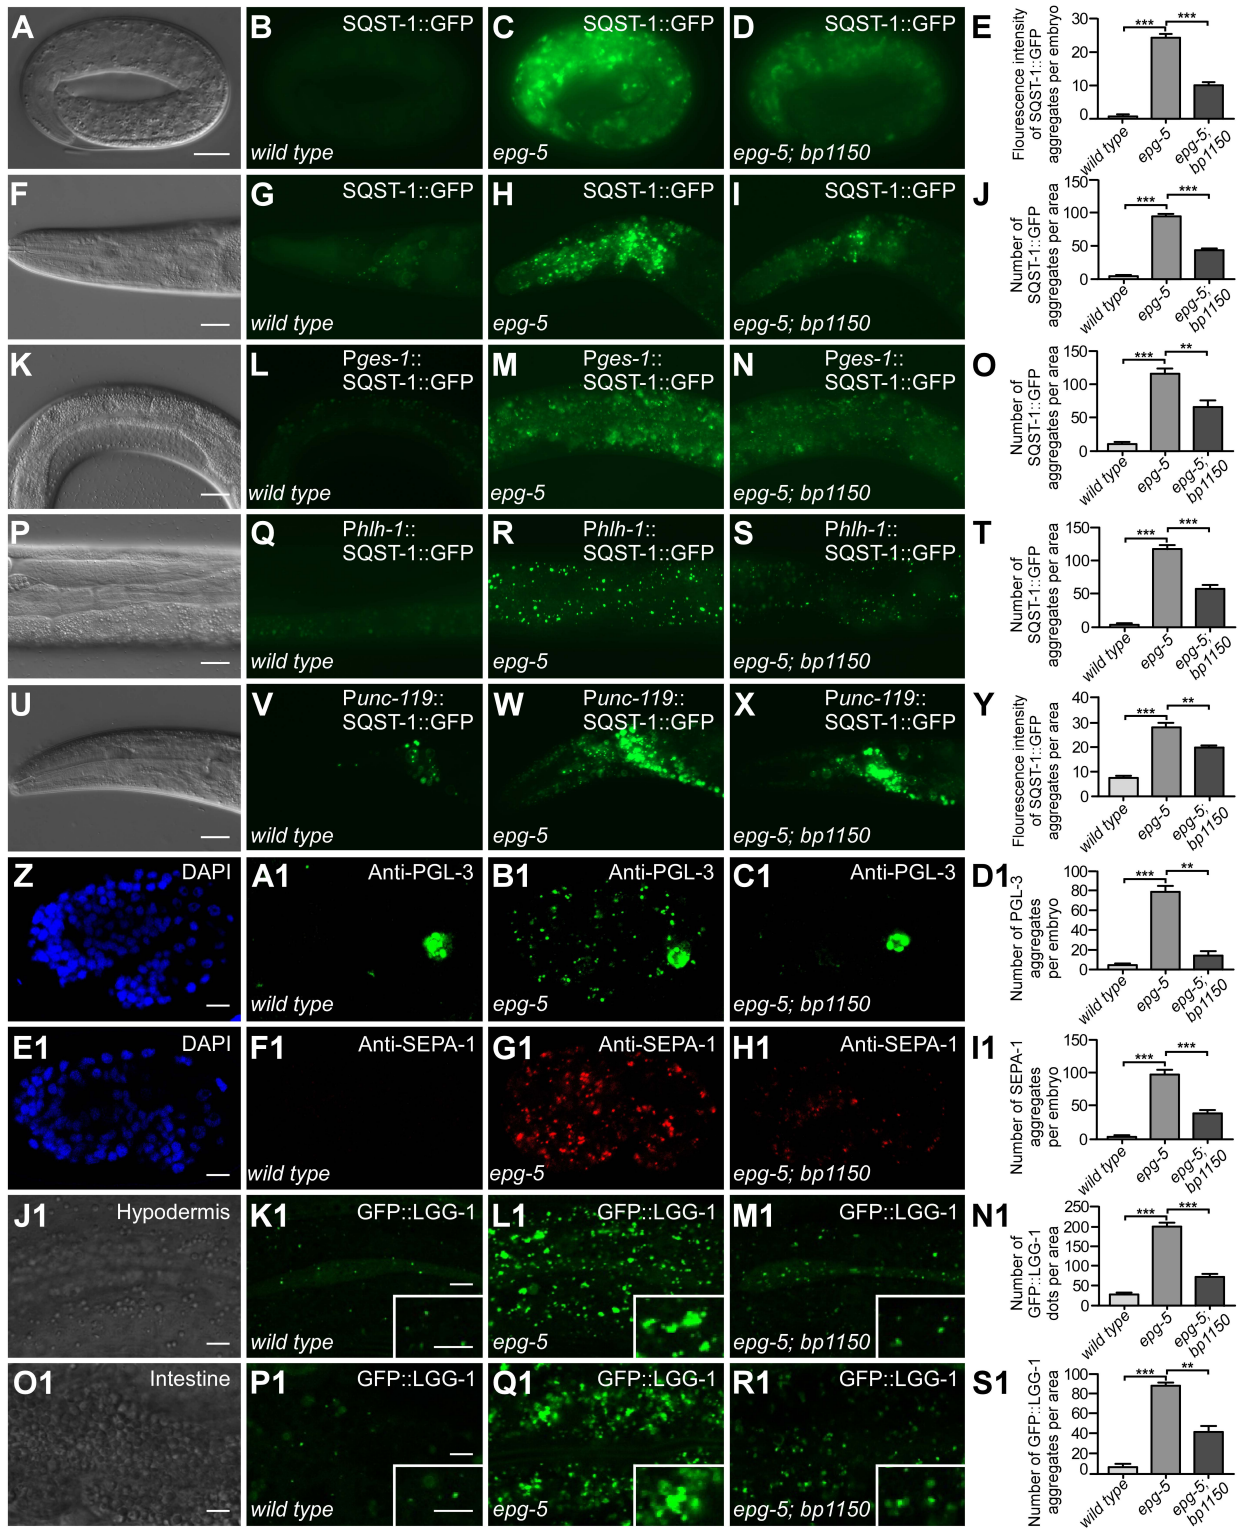 A
B
SQST-1::GFP
wild type
C
SQST-1::GFP
epg-5
D
SQST-1::GFP
epg-5; bp1150
E
Flourescence intensity
of SQST-1::GFP
aggregates per embryo
30
20
10
0
***
***
wild type
epg-5
epg-5;
bp1150
F
G
SQST-1::GFP
wild type
H
SQST-1::GFP
epg-5
I
SQST-1::GFP
epg-5; bp1150
J
Number of
SQST-1::GFP
aggregates per area
150
100
50
0
***
***
wild type
epg-5
epg-5;
bp1150
K
L
Pges-1::
SQST-1::GFP
wild type
M
Pges-1::
SQST-1::GFP
epg-5
N
Pges-1::
SQST-1::GFP
epg-5; bp1150
O
Number of
SQST-1::GFP
aggregates per area
150
100
50
0
***
**
wild type
epg-5
epg-5;
bp1150
P
Q
Phlh-1::
SQST-1::GFP
wild type
R
Phlh-1::
SQST-1::GFP
epg-5
S
Phlh-1::
SQST-1::GFP
epg-5; bp1150
T
Number of
SQST-1::GFP
aggregates per area
150
100
50
0
***
***
wild type
epg-5
epg-5;
bp1150
U
V
Punc-119::
SQST-1::GFP
wild type
W
Punc-119::
SQST-1::GFP
epg-5
X
Punc-119::
SQST-1::GFP
epg-5; bp1150
Y
Flourescence intensity
of SQST-1::GFP
aggregates per area
40
30
20
10
0
***
**
wild type
epg-5
epg-5;
bp1150
Z
DAPI
A1
Anti-PGL-3
wild type
B1
Anti-PGL-3
epg-5
C1
Anti-PGL-3
epg-5; bp1150
D1
Number of PGL-3
aggregates
per embryo
100
80
60
40
20
0
***
**
wild type
epg-5
epg-5;
bp1150
E1
DAPI
F1
Anti-SEPA-1
wild type
G1
Anti-SEPA-1
epg-5
H1
Anti-SEPA-1
epg-5; bp1150
I1
Number of SEPA-1
aggregates
per embryo
150
100
50
0
***
***
wild type
epg-5
epg-5;
bp1150
J1
Hypodermis
K1
GFP::LGG-1
wild type
L1
GFP::LGG-1
epg-5
M1
GFP::LGG-1
epg-5; bp1150
N1
Number of
GFP::LGG-1
dots per area
250
200
150
100
50
0
***
***
wild type
epg-5
epg-5;
bp1150
O1
Intestine
P1
GFP::LGG-1
wild type
Q1
GFP::LGG-1
epg-5
R1
GFP::LGG-1
epg-5; bp1150
S1
Number of GFP::LGG-1
aggregates per area
100
80
60
40
20
0
***
**
wild type
epg-5
epg-5;
bp1150